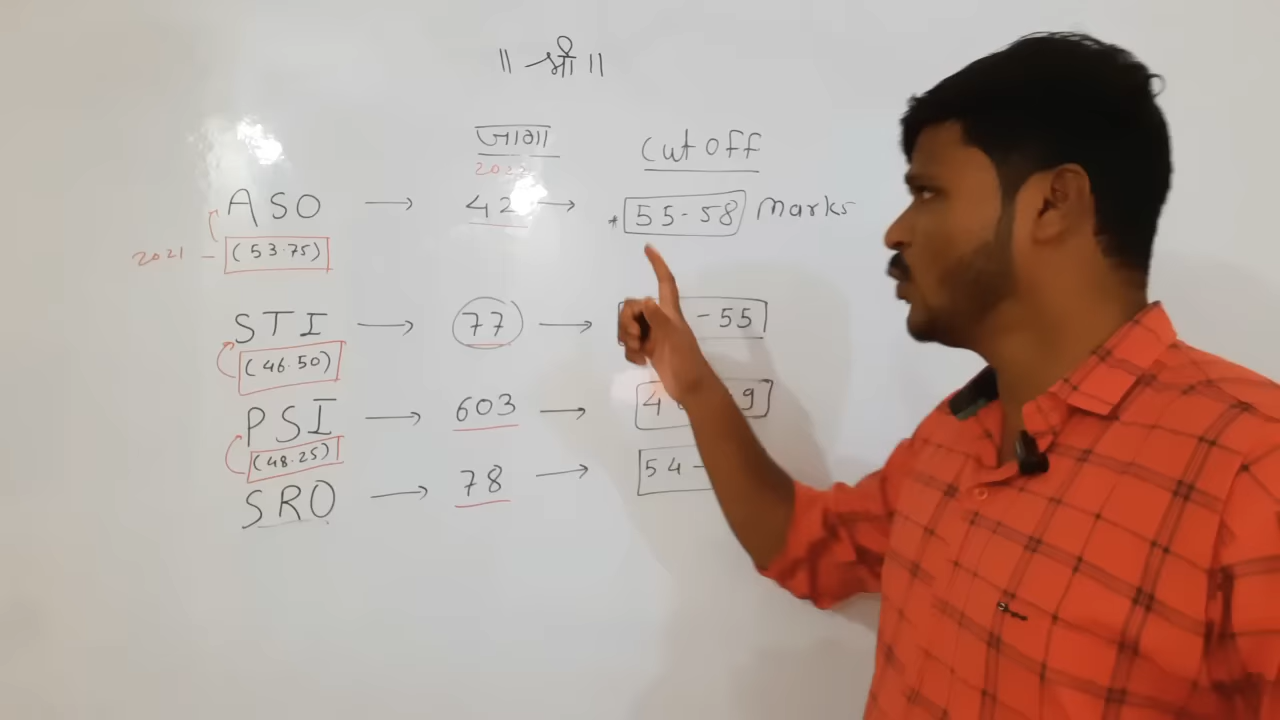 ॥ श्री ॥
जागा cut off
2022
ASO → 42 → * 55-58 Marks
2021 - (53.75)
STI → 77 → -55
(46.50)
PSI → 603 → 4 9
(48.25)
SRO → 78 → 54-